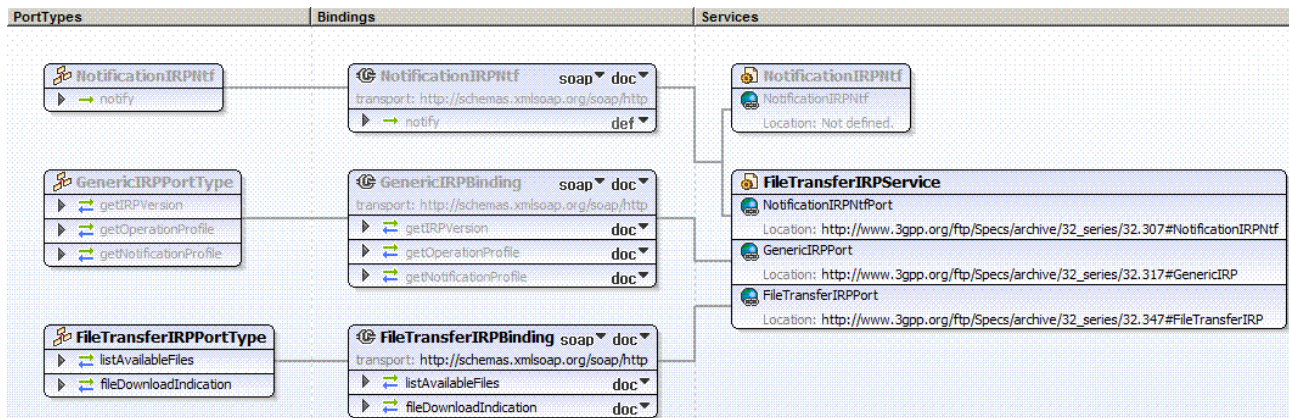 PortTypes
Bindings
Services
NotificationIRPNtf
notify
NotificationIRPNtf soap doc
transport: http://schemas.xmlsoap.org/soap/http
notify def
NotificationIRPNtf
NotificationIRPNtf
Location: Not defined.
GenericIRPPortType
getIRPVersion
getOperationProfile
getNotificationProfile
GenericIRPBinding soap doc
transport: http://schemas.xmlsoap.org/soap/http
getIRPVersion doc
getOperationProfile doc
getNotificationProfile doc
FileTransferIRPService
NotificationIRPNtfPort
Location: http://www.3gpp.org/ftp/Specs/archive/32_series/32.307#NotificationIRPNtf
GenericIRPPort
Location: http://www.3gpp.org/ftp/Specs/archive/32_series/32.317#GenericIRP
FileTransferIRPPort
Location: http://www.3gpp.org/ftp/Specs/archive/32_series/32.347#FileTransferIRP
FileTransferIRPPortType
listAvailableFiles
fileDownloadIndication
FileTransferIRPBinding soap doc
transport: http://schemas.xmlsoap.org/soap/http
listAvailableFiles doc
fileDownloadIndication doc